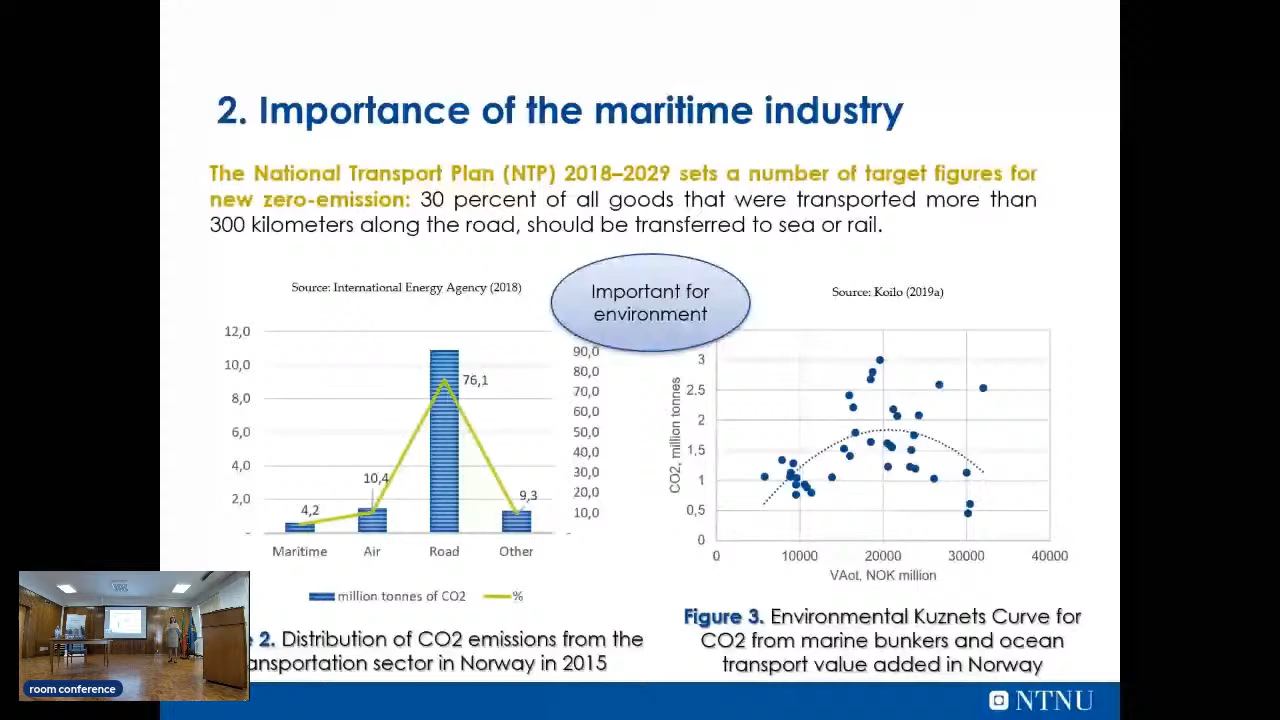 2. Importance of the maritime industry
The National Transport Plan (NTP) 2018–2029 sets a number of target figures for
new zero-emission: 30 percent of all goods that were transported more than
300 kilometers along the road, should be transferred to sea or rail.
Important for
environment
Source: International Energy Agency (2018)
12,0
10,0
8,0
6,0
4,0
2,0
-
90,0
80,0
70,0
60,0
50,0
40,0
30,0
20,0
10,0
-
4,2
10,4
76,1
9,3
Maritime Air Road Other
million tonnes of CO2 %
2. Distribution of CO2 emissions from the
ansportation sector in Norway in 2015
Source: Koilo (2019a)
CO2, million tonnes
3
2.5
2
1,5
1
0,5
0
0 10000 20000 30000 40000
VAot, NOK million
Figure 3. Environmental Kuznets Curve for
CO2 from marine bunkers and ocean
transport value added in Norway
room conference
NTNU